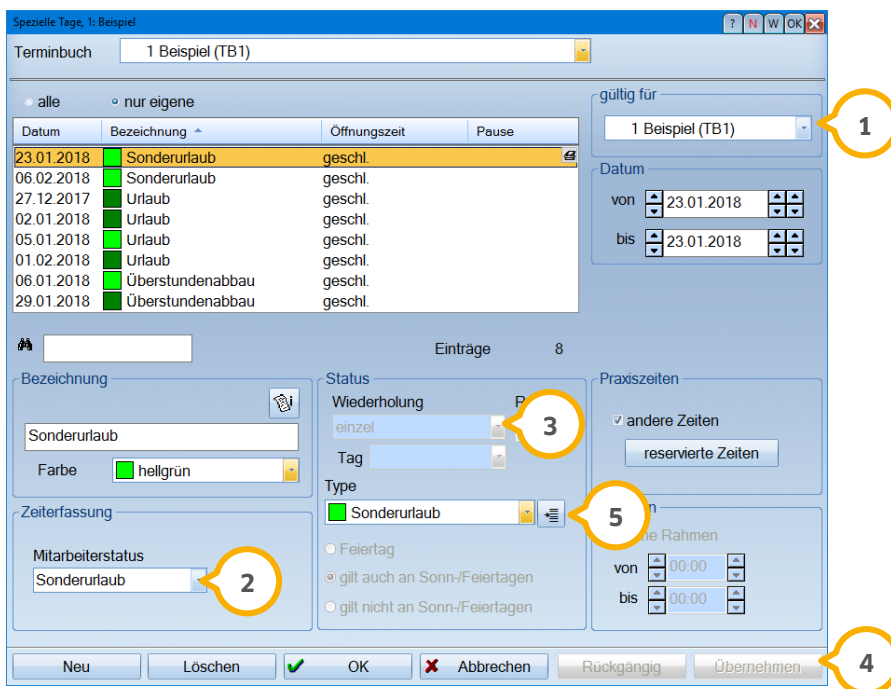 Spezielle Tage, 1: Beispiel ? N W OK X
Terminbuch 1 Beispiel (TB1)
alle nur eigene
Datum Bezeichnung Öffnungszeit Pause
23.01.2018 Sonderurlaub geschl.
06.02.2018 Sonderurlaub geschl.
27.12.2017 Urlaub geschl.
02.01.2018 Urlaub geschl.
05.01.2018 Urlaub geschl.
01.02.2018 Urlaub geschl.
06.01.2018 Überstundenabbau geschl.
29.01.2018 Überstundenabbau geschl.
gültig für
1 Beispiel (TB1)
1
Datum
von 23.01.2018
bis 23.01.2018
Einträge 8
Bezeichnung
Sonderurlaub
Farbe hellgrün
Zeiterfassung
Mitarbeiterstatus
Sonderurlaub
2
Status
Wiederholung
einzel
3
Tag
Type
Sonderurlaub
5
Feiertag
gilt auch an Sonn-/Feiertagen
gilt nicht an Sonn-/Feiertagen
Praxiszeiten
andere Zeiten
reservierte Zeiten
Rahmen
von 00:00
bis 00:00
Neu Löschen OK Abbrechen Rückgängig Übernehmen
4